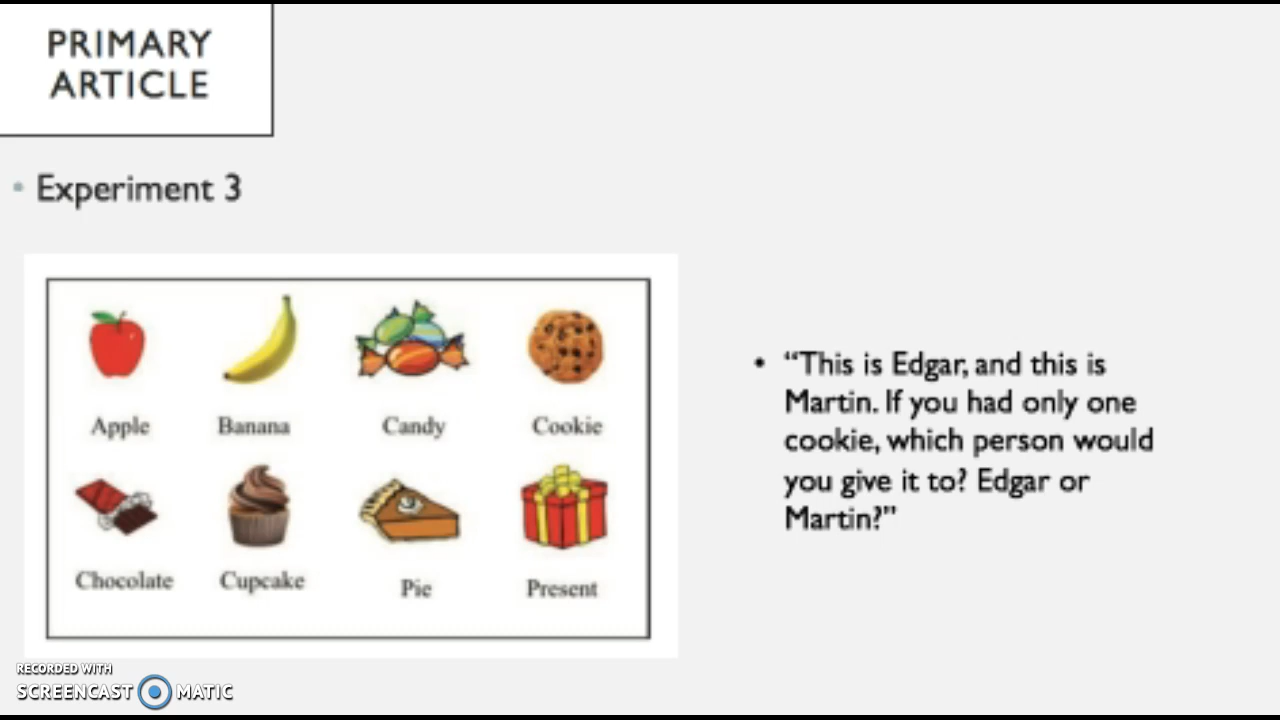 PRIMARY
ARTICLE
• Experiment 3
Apple Banana Candy Cookie
Chocolate Cupcake Pie Present
• “This is Edgar, and this is
Martin. If you had only one
cookie, which person would
you give it to? Edgar or
Martin?”
RECORDED WITH
SCREENCAST MATIC